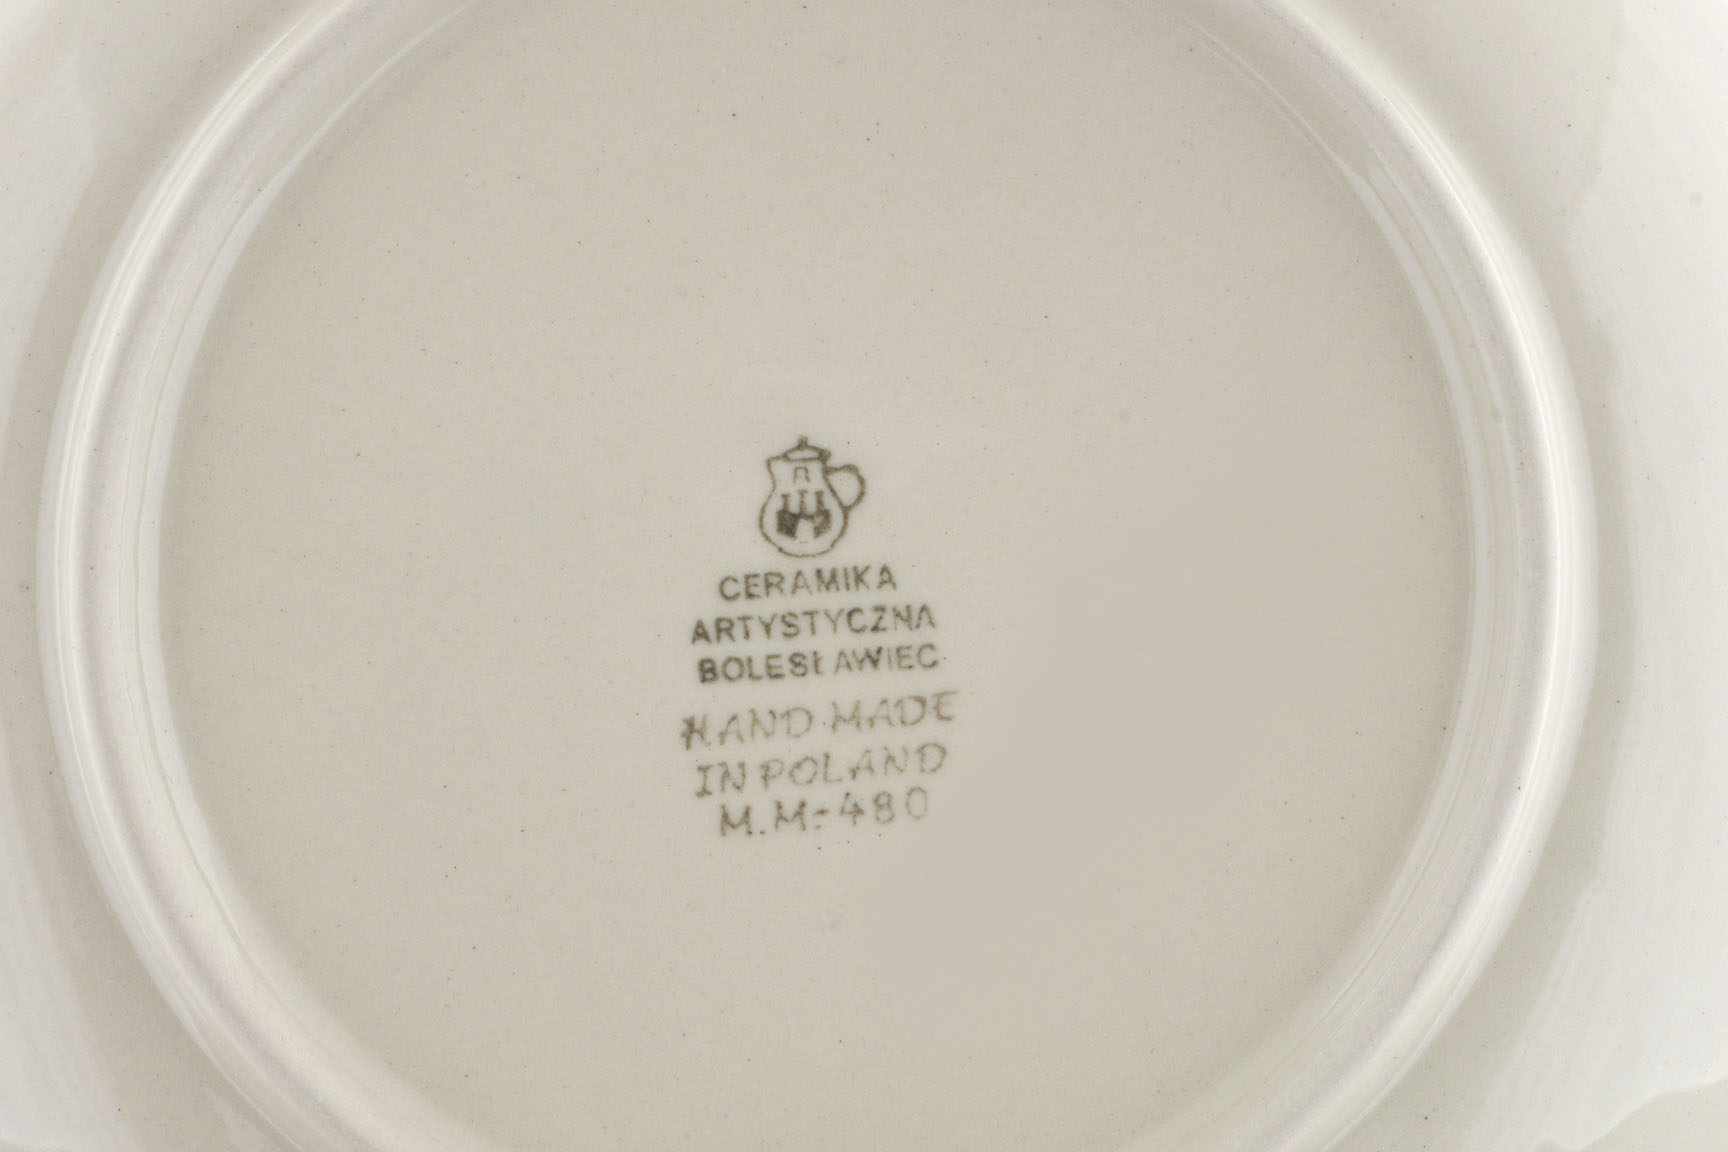 CERAMIKA
ARTYSTYCZNA
BOLESŁAWIEC
HAND MADE
IN POLAND
M.M-480